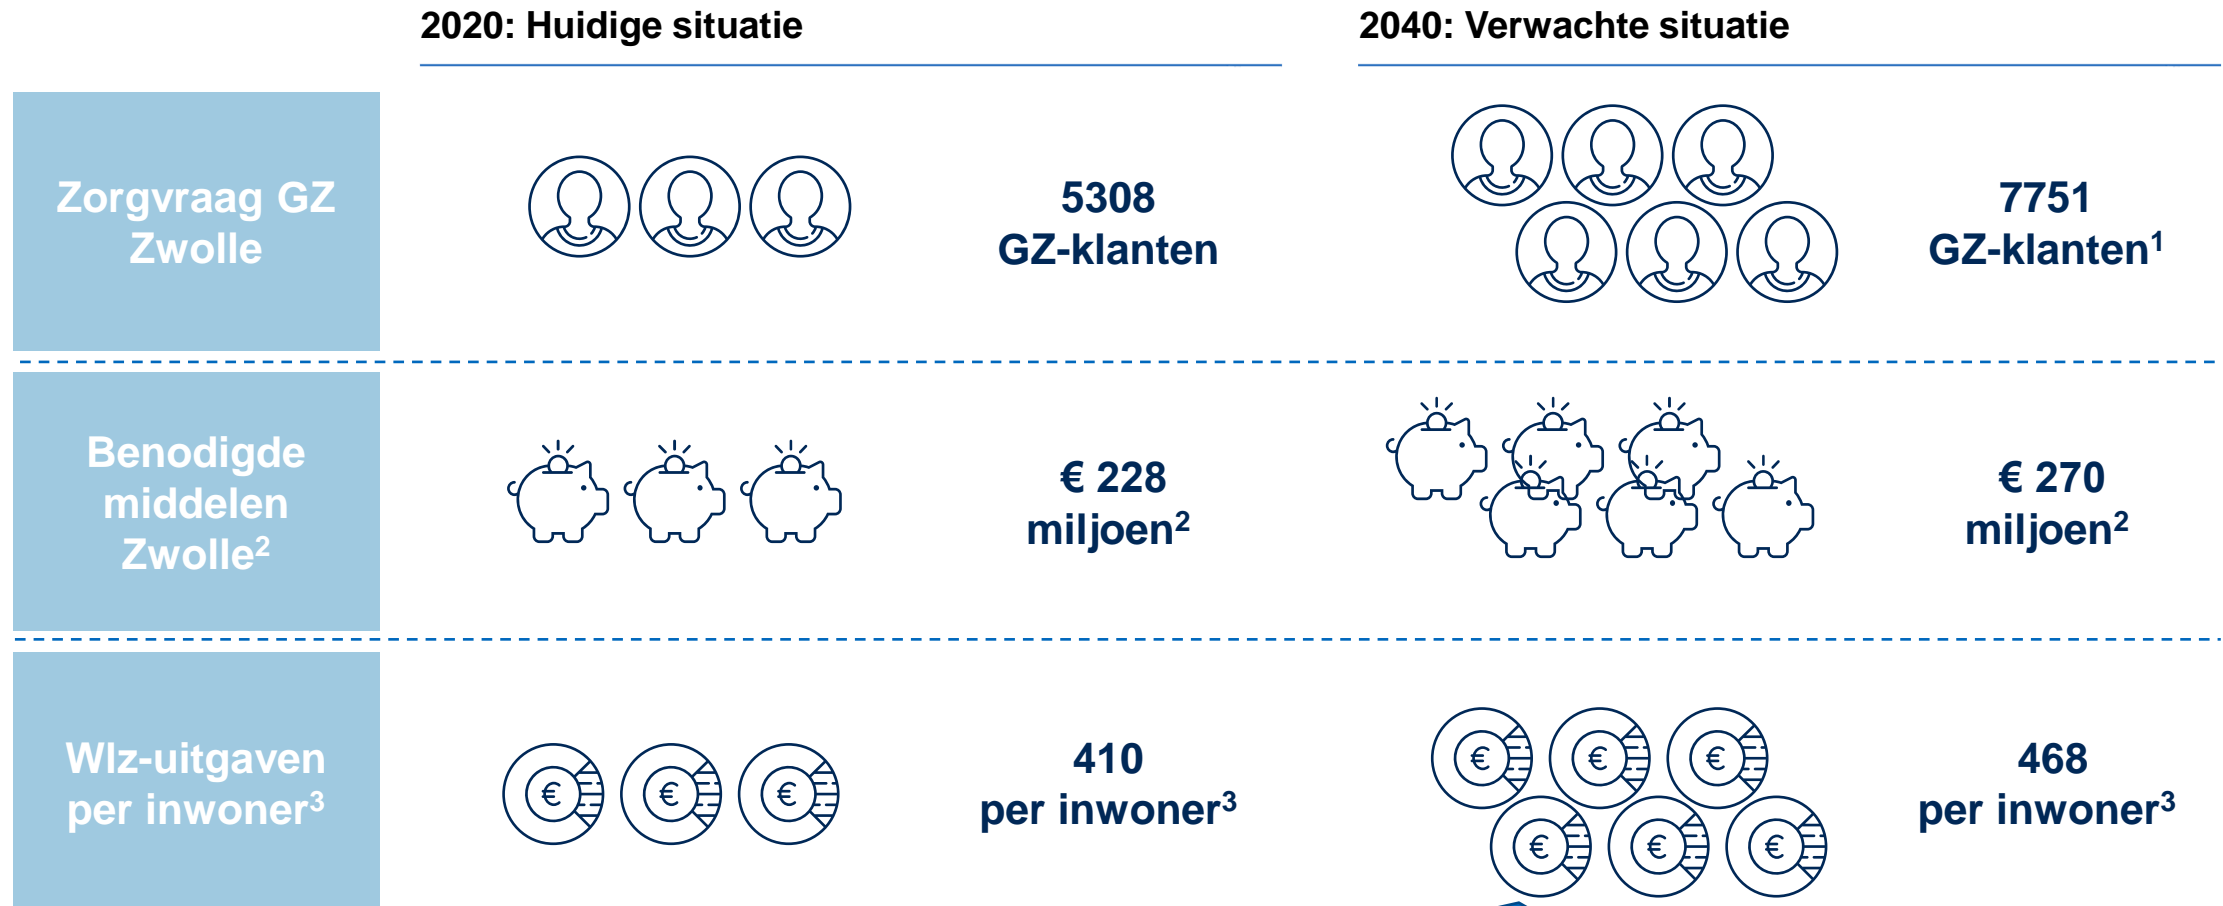 2020: Huidige situatie
2040: Verwachte situatie
Zorgvraag GZ
Zwolle
5308
GZ-klanten
7751
GZ-klanten¹
Benodigde
middelen
Zwolle²
€ 228
miljoen²
€ 270
miljoen²
Wlz-uitgaven
per inwoner³
410
per inwoner³
468
per inwoner³